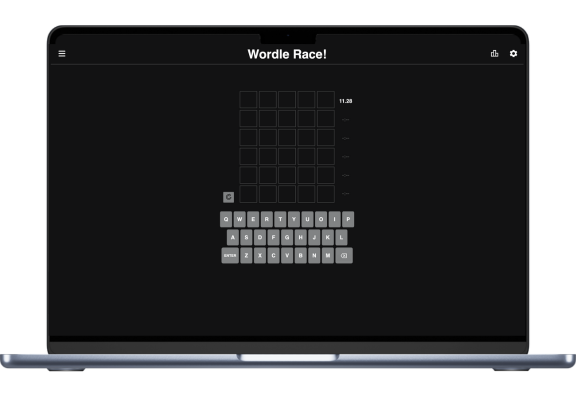 Wordle Race!
11.28
Q W E R T Y U O I P
A S D F G H J K L
ENTER Z X C V B N M